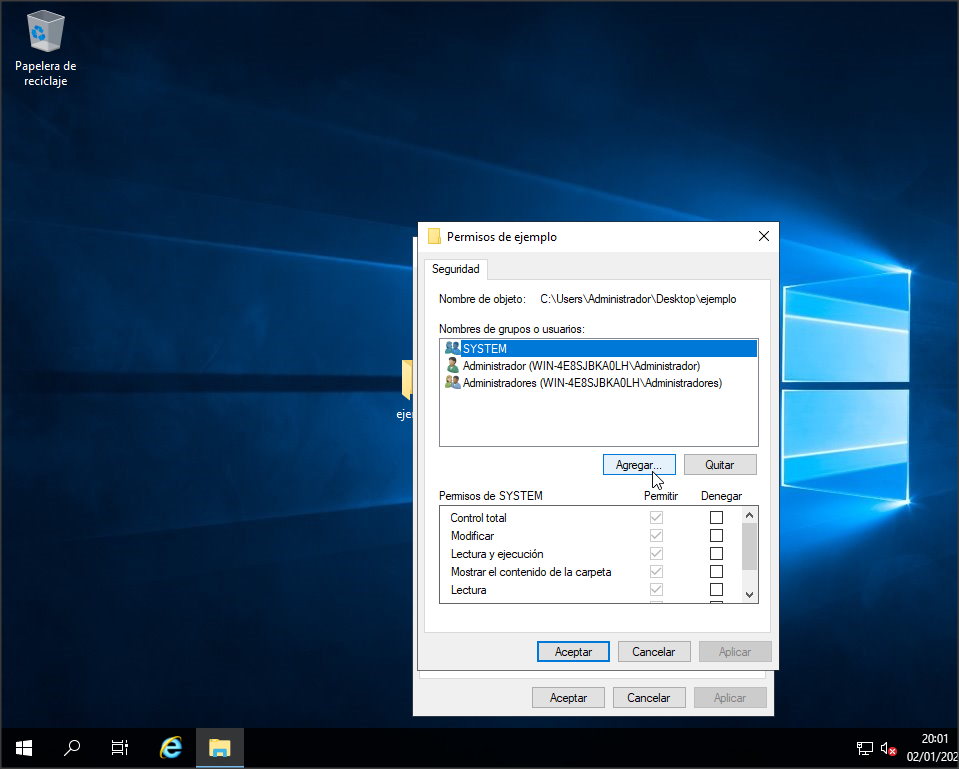 Papelera de
reciclaje
Permisos de ejemplo
Seguridad
Nombre de objeto: C:\Users\Administrador\Desktop\ejemplo
Nombres de grupos o usuarios:
SYSTEM
Administrador (WIN-4E8SJBKA0LH\Administrador)
Administradores (WIN-4E8SJBKA0LH\Administradores)
ejem
Agregar... Quitar
Permisos de SYSTEM Permitir Denegar
Control total
Modificar
Lectura y ejecución
Mostrar el contenido de la carpeta
Lectura
Aceptar Cancelar Aplicar
Aceptar Cancelar Aplicar
20:01
02/01/202